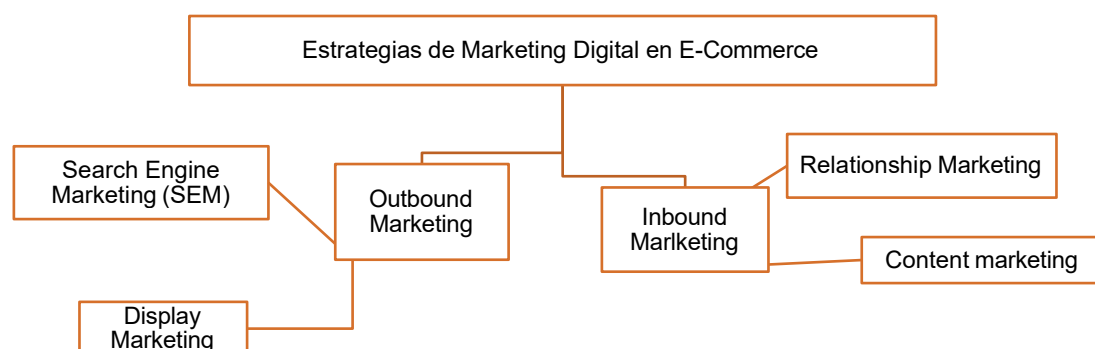 Estrategias de Marketing Digital en E-Commerce
Search Engine
Marketing (SEM)
Outbound
Marketing
Inbound
Marlketing
Relationship Marketing
Content marketing
Display
Marketing